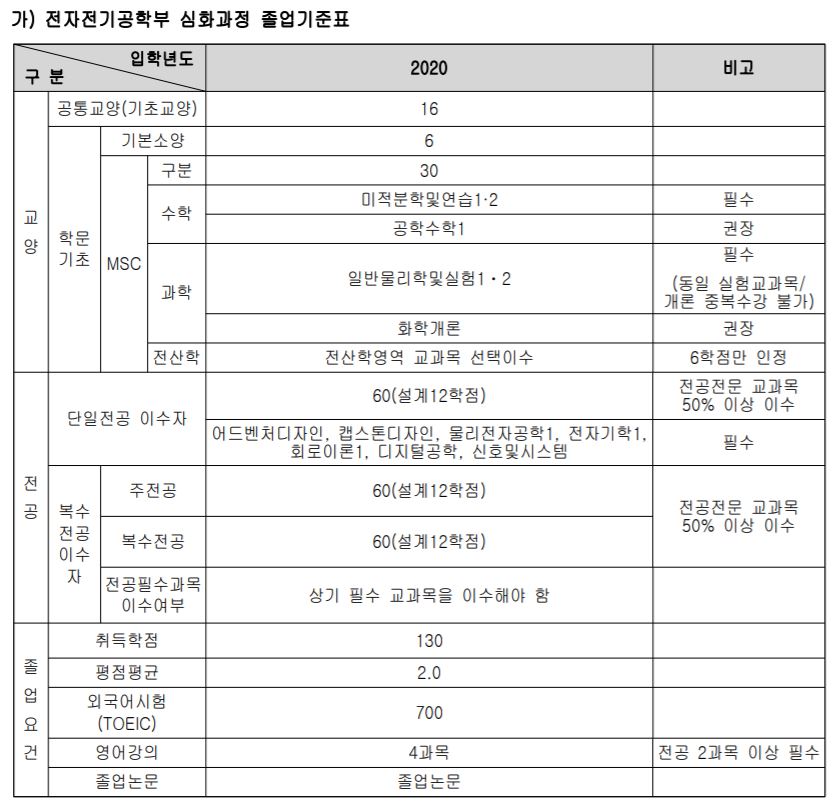 가) 전자전기공학부 심화과정 졸업기준표
입학년도
구 분
2020
비고
교
양
공통교양(기초교양)
16
학문
기초
기본소양
6
MSC
구분
30
수학
미적분학및연습1·2
필수
공학수학1
권장
과학
일반물리학및실험1·2
필수
(동일 실험교과목/
개론 중복수강 불가)
화학개론
권장
전산학
전산학영역 교과목 선택이수
6학점만 인정
전
공
단일전공 이수자
60(설계12학점)
전공전문 교과목
50% 이상 이수
어드벤처디자인, 캡스톤디자인, 물리전자공학1, 전자기학1,
회로이론1, 디지털공학, 신호및시스템
필수
복수
전공
이수
자
주전공
60(설계12학점)
전공전문 교과목
50% 이상 이수
복수전공
60(설계12학점)
전공필수과목
이수여부
상기 필수 교과목을 이수해야 함
졸
업
요
건
취득학점
130
평점평균
2.0
외국어시험
(TOEIC)
700
영어강의
4과목
전공 2과목 이상 필수
졸업논문
졸업논문